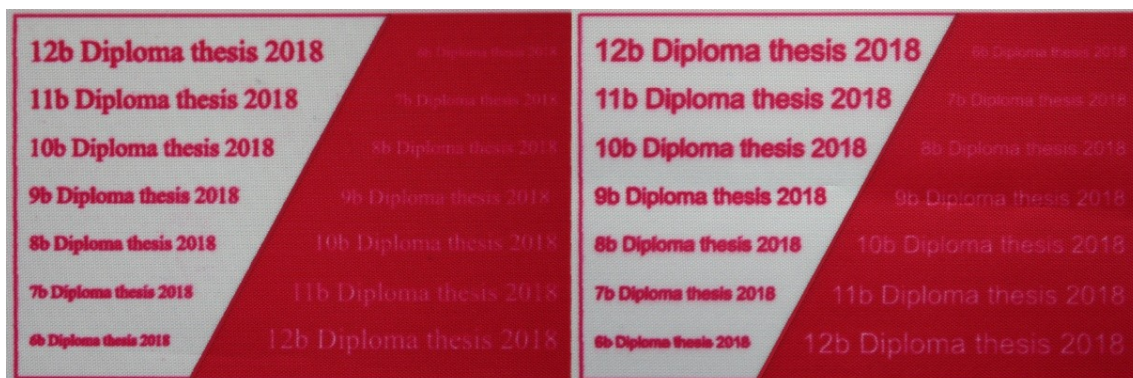 12b Diploma thesis 2018
11b Diploma thesis 2018
10b Diploma thesis 2018
9b Diploma thesis 2018
8b Diploma thesis 2018
7b Diploma thesis 2018
6b Diploma thesis 2018
6b Diploma thesis 2018
7b Diploma thesis 2018
8b Diploma thesis 2018
9b Diploma thesis 2018
10b Diploma thesis 2018
11b Diploma thesis 2018
12b Diploma thesis 2018
12b Diploma thesis 2018
11b Diploma thesis 2018
10b Diploma thesis 2018
9b Diploma thesis 2018
8b Diploma thesis 2018
7b Diploma thesis 2018
6b Diploma thesis 2018
6b Diploma thesis 2018
7b Diploma thesis 2018
8b Diploma thesis 2018
9b Diploma thesis 2018
10b Diploma thesis 2018
11b Diploma thesis 2018
12b Diploma thesis 2018